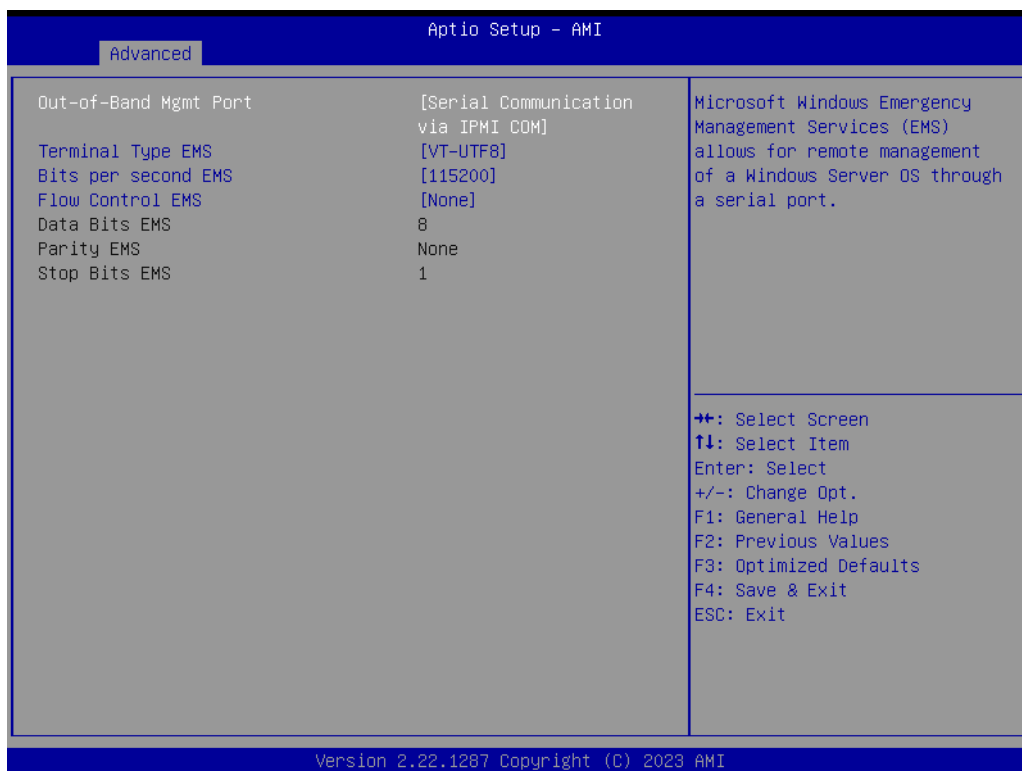 Aptio Setup – AMI
Advanced
Out-of-Band Mgmt Port [Serial Communication
via IPMI COM]
Terminal Type EMS [VT-UTF8]
Bits per second EMS [115200]
Flow Control EMS [None]
Data Bits EMS 8
Parity EMS None
Stop Bits EMS 1
Microsoft Windows Emergency
Management Services (EMS)
allows for remote management
of a Windows Server OS through
a serial port.
→←: Select Screen
↑↓: Select Item
Enter: Select
+/-: Change Opt.
F1: General Help
F2: Previous Values
F3: Optimized Defaults
F4: Save & Exit
ESC: Exit
Version 2.22.1287 Copyright (C) 2023 AMI